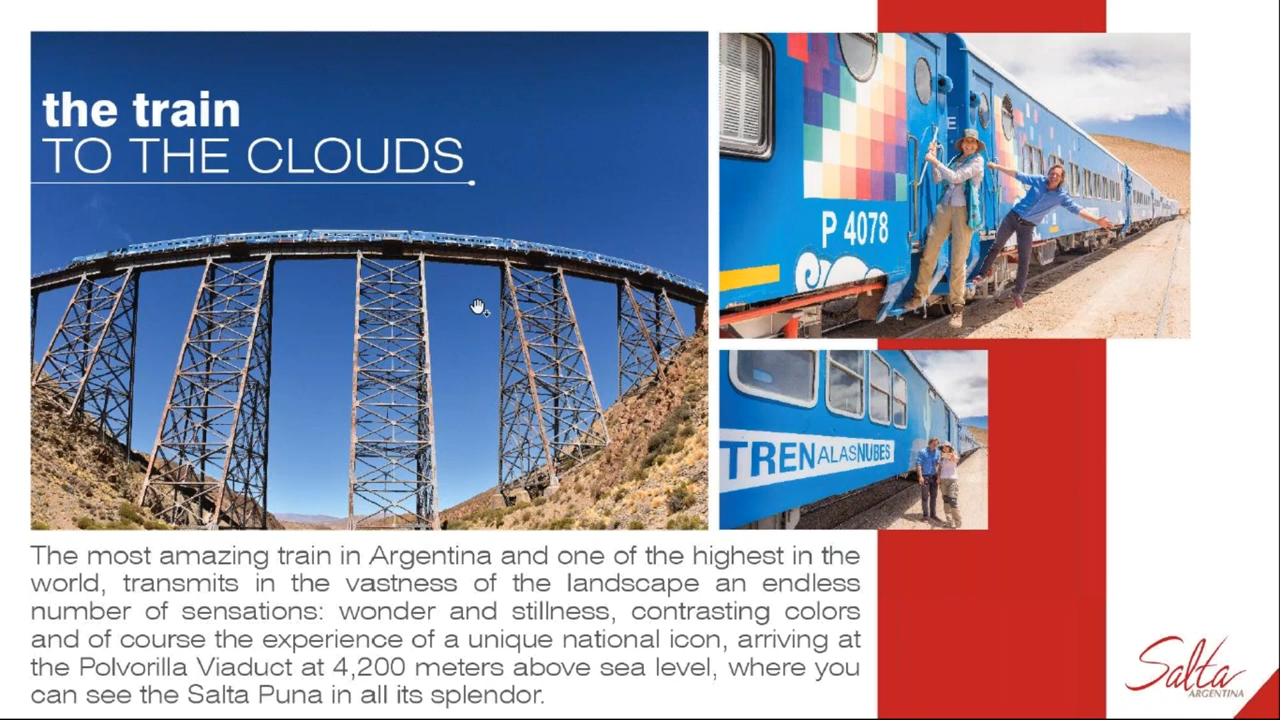 the train
TO THE CLOUDS
E
P 4078
TRENALASNUBES
The most amazing train in Argentina and one of the highest in the
world, transmits in the vastness of the landscape an endless
number of sensations: wonder and stillness, contrasting colors
and of course the experience of a unique national icon, arriving at
the Polvorilla Viaduct at 4,200 meters above sea level, where you
can see the Salta Puna in all its splendor.
Salta
ARGENTINA